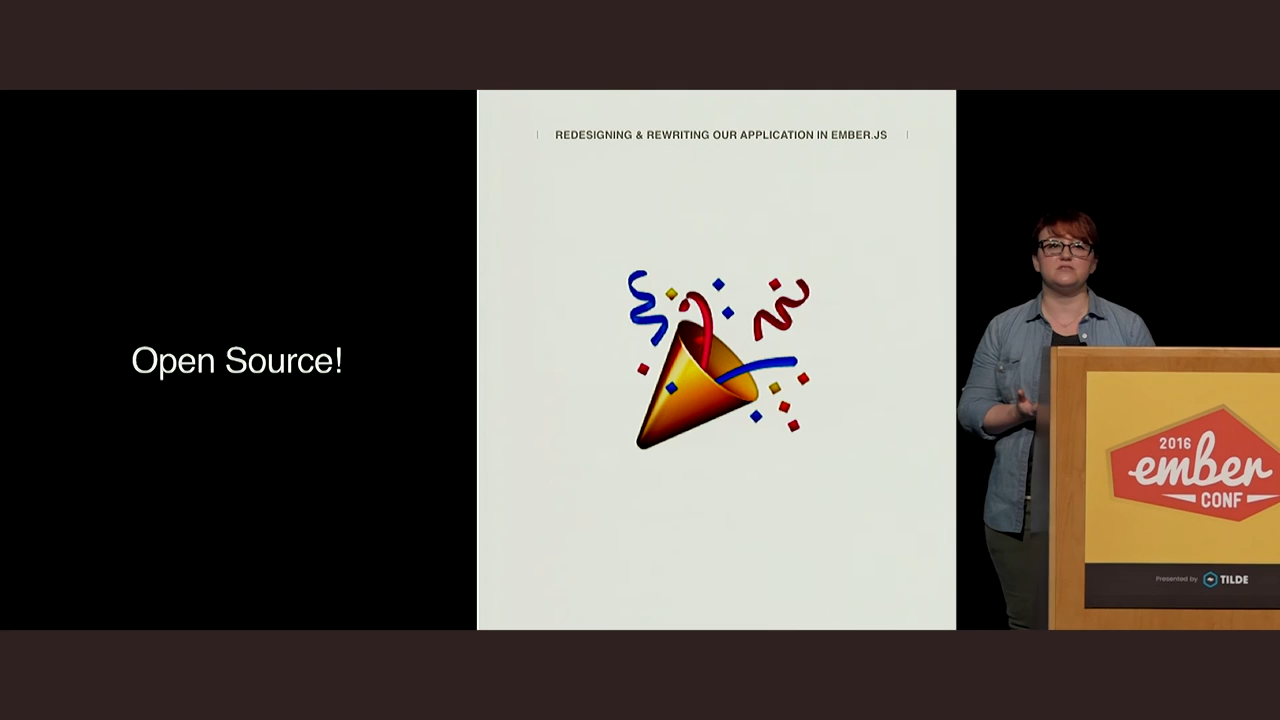 Open Source!
REDESIGNING & REWRITING OUR APPLICATION IN EMBER.JS
2016
ember
CONF
Presented by TILDE